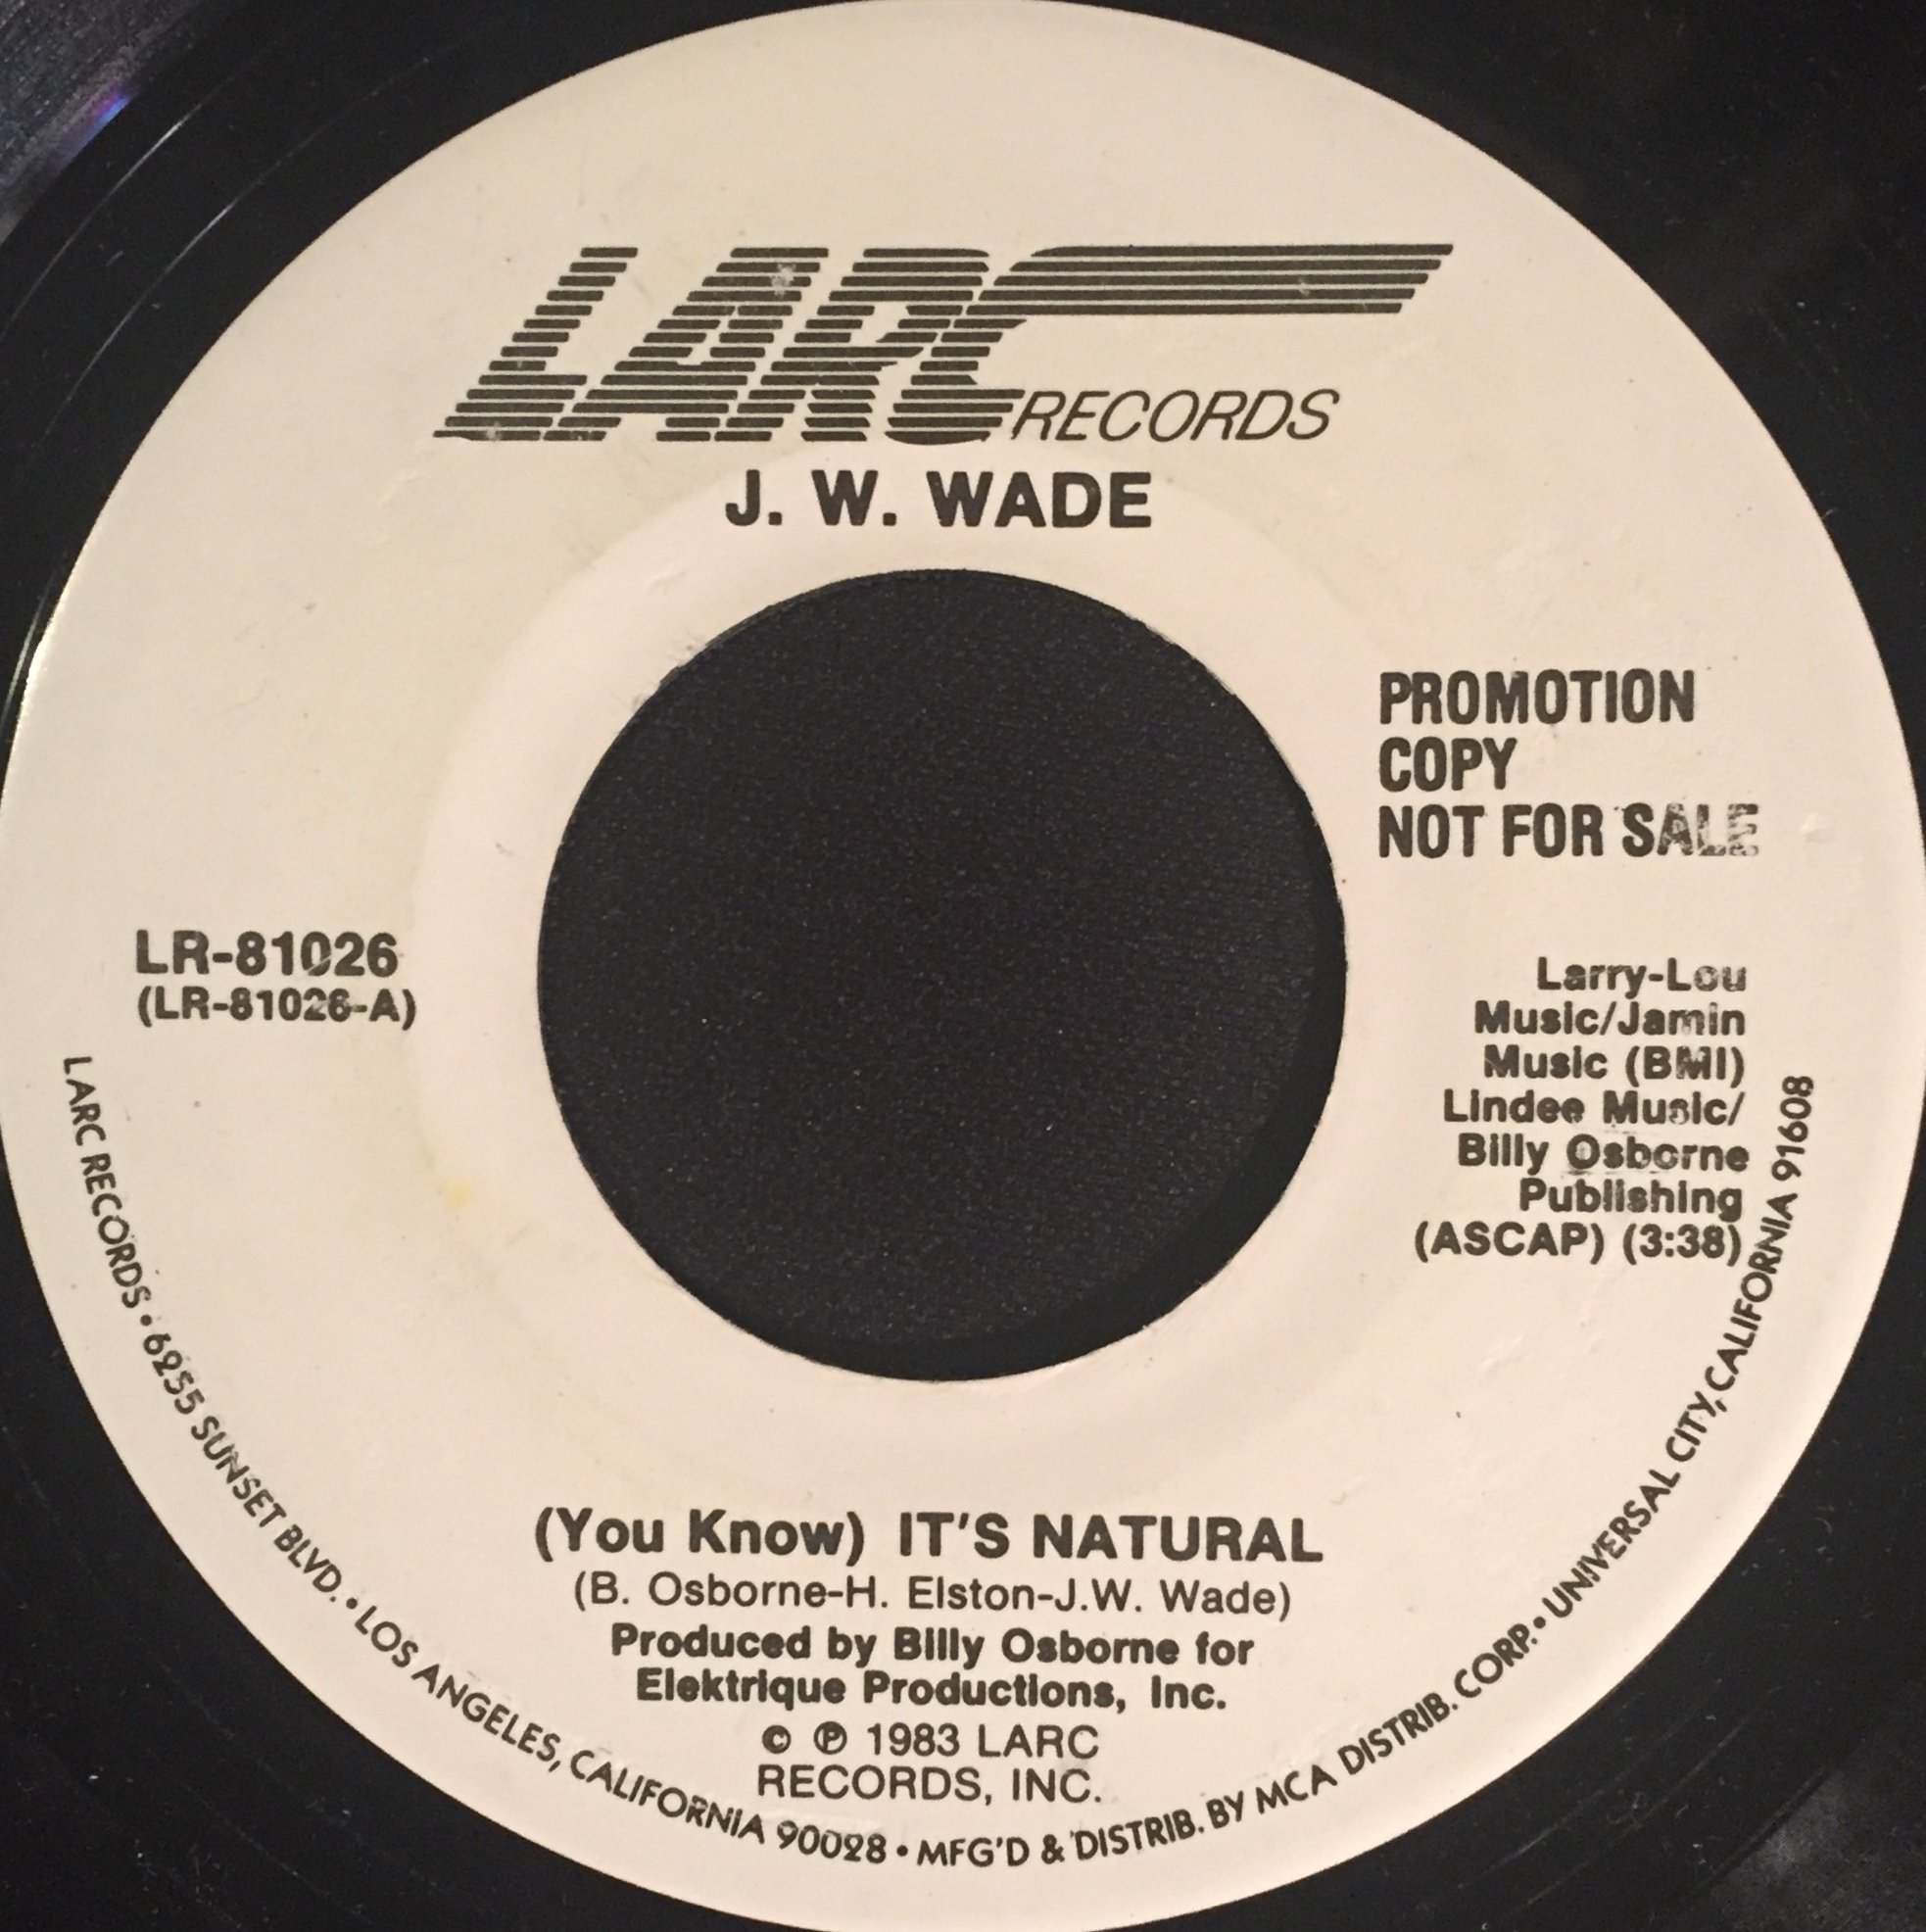 LARC RECORDS
J. W. WADE
PROMOTION
COPY
NOT FOR SALE
LR-81026
(LR-81026-A)
Larry-Lou
Music/Jamin
Music (BMI)
Lindee Music/
Billy Osborne
Publishing
(ASCAP) (3:38)
(You Know) IT'S NATURAL
(B. Osborne-H. Elston-J.W. Wade)
Produced by Billy Osborne for
Elektrique Productions, Inc.
© ℗ 1983 LARC
RECORDS, INC.
LARC RECORDS • 6255 SUNSET BLVD. • LOS ANGELES, CALIFORNIA 90028 • MFG'D & DISTRIB. BY MCA DISTRIB. CORP. • UNIVERSAL CITY, CALIFORNIA 91608